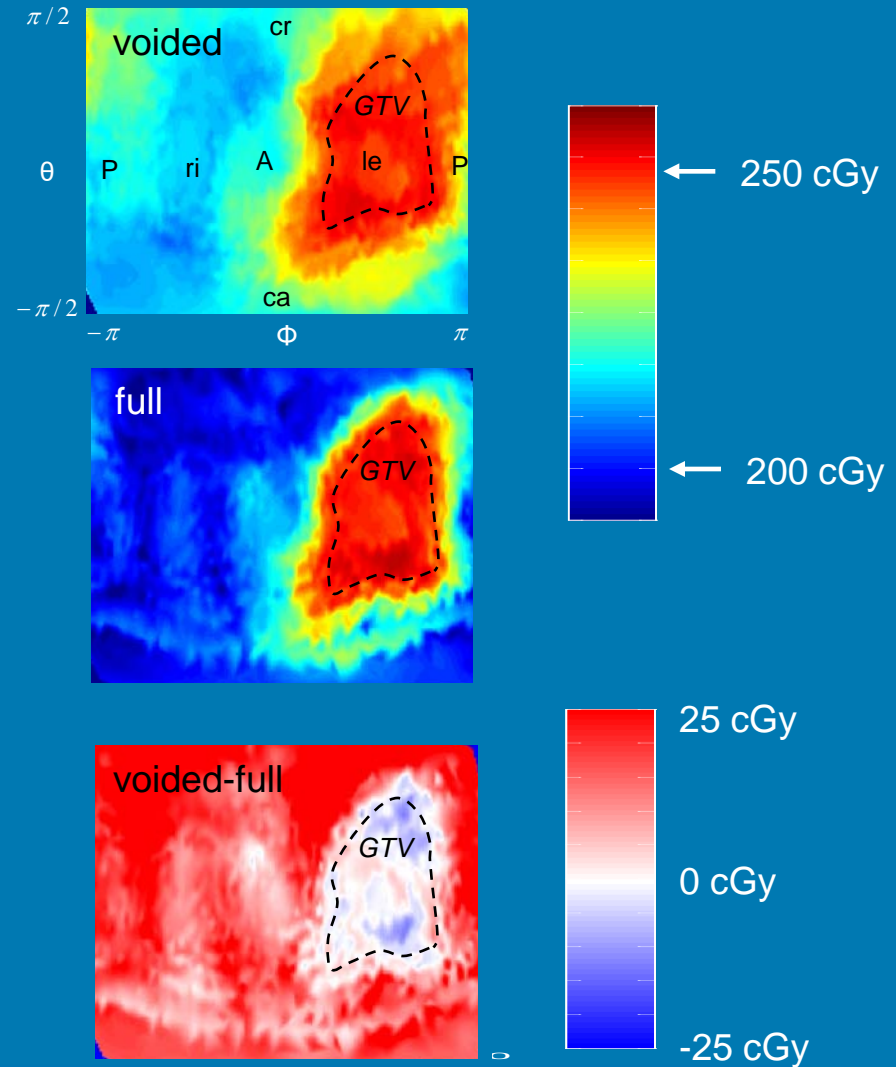 π/2
voided
cr
GTV
θ
P
ri
A
le
P
ca
−π/2
−π
Φ
π
250 cGy
200 cGy
full
GTV
voided-full
GTV
25 cGy
0 cGy
-25 cGy